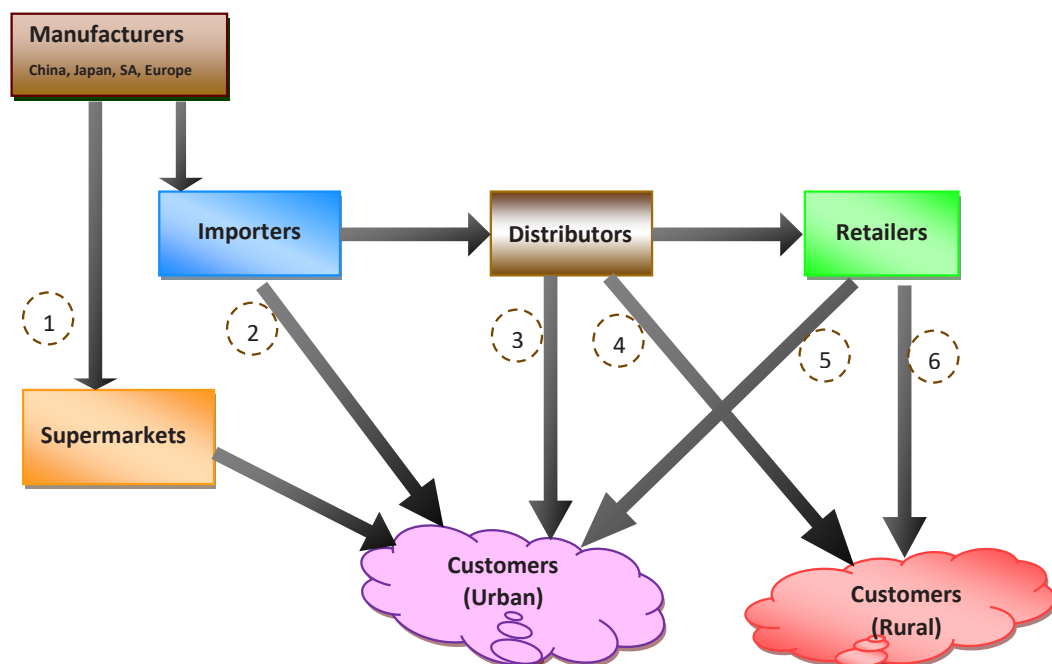 Manufacturers
China, Japan, SA, Europe
Importers
Distributors
Retailers
1
2
3
4
5
6
Supermarkets
Customers
(Urban)
Customers
(Rural)